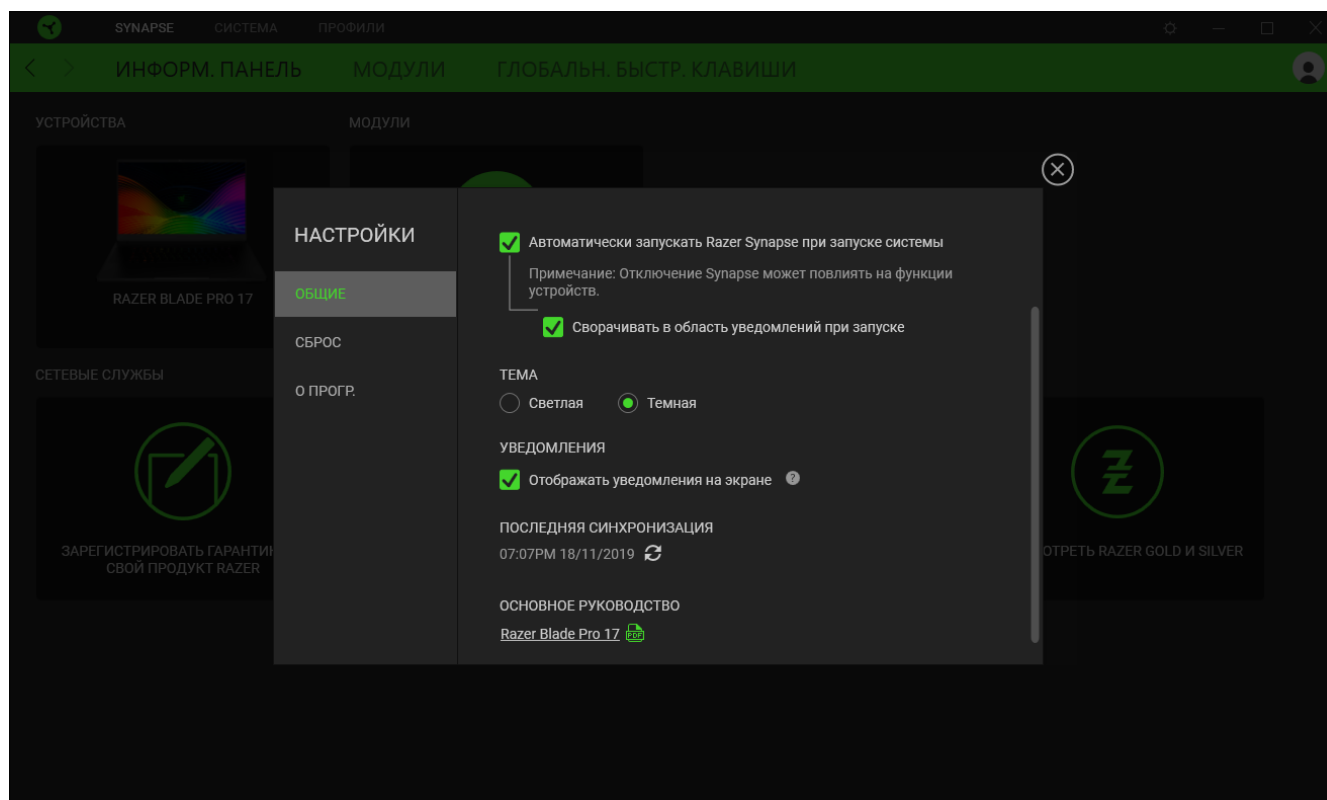 SYNAPSE СИСТЕМА ПРОФИЛИ
ИНФОРМ. ПАНЕЛЬ МОДУЛИ ГЛОБАЛЬН. БЫСТР. КЛАВИШИ
УСТРОЙСТВА МОДУЛИ
RAZER BLADE PRO 17
СЕТЕВЫЕ СЛУЖБЫ
ЗАРЕГИСТРИРОВАТЬ ГАРАНТИ
СВОЙ ПРОДУКТ RAZER
ОТРЕТЬ RAZER GOLD И SILVER
НАСТРОЙКИ
ОБЩИЕ
СБРОС
О ПРОГР.
Автоматически запускать Razer Synapse при запуске системы
Примечание: Отключение Synapse может повлиять на функции
устройств.
Сворачивать в область уведомлений при запуске
ТЕМА
Светлая Темная
УВЕДОМЛЕНИЯ
Отображать уведомления на экране ?
ПОСЛЕДНЯЯ СИНХРОНИЗАЦИЯ
07:07PM 18/11/2019
ОСНОВНОЕ РУКОВОДСТВО
Razer Blade Pro 17 PDF